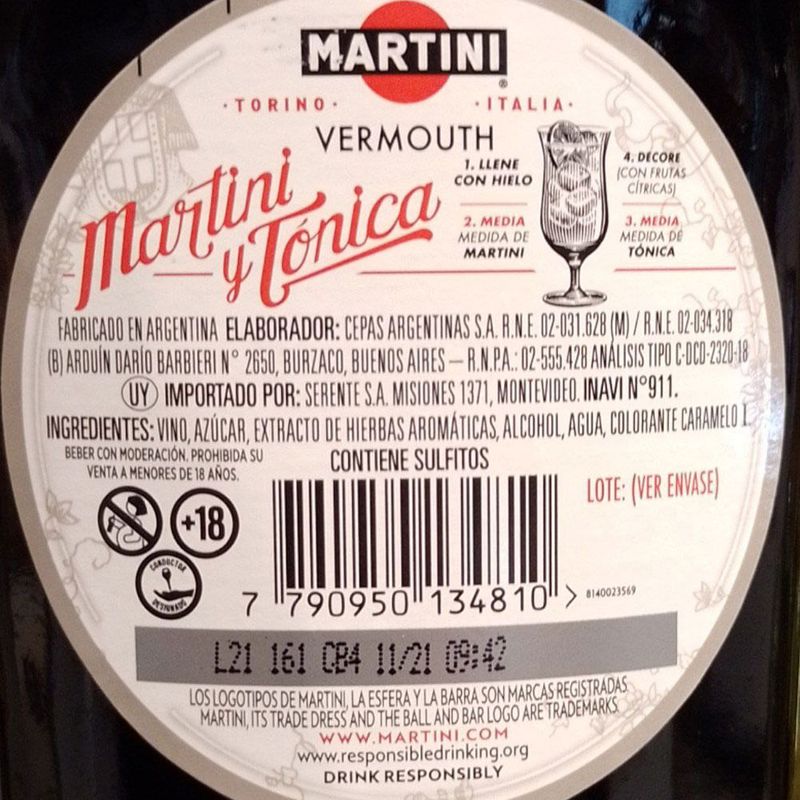 MARTINI
®
· TORINO · · ITALIA ·
VERMOUTH
Martini y Tónica
1. LLENE
CON HIELO
2. MEDIA
MEDIDA DE
MARTINI
4. DECORE
(CON FRUTAS
CÍTRICAS)
3. MEDIA
MEDIDA DE
TÓNICA
FABRICADO EN ARGENTINA ELABORADOR: CEPAS ARGENTINAS S.A. R.N.E. 02-031.628 (M) / R.N.E. 02-034.318
(B) ARDUÍN DARÍO BARBIERI N° 2650, BURZACO, BUENOS AIRES – R.N.P.A.: 02-555.428 ANÁLISIS TIPO C-DCD-2320-18
UY IMPORTADO POR: SERENTE S.A. MISIONES 1371, MONTEVIDEO. INAVI N°911.
INGREDIENTES: VINO, AZÚCAR, EXTRACTO DE HIERBAS AROMÁTICAS, ALCOHOL, AGUA, COLORANTE CARAMELO I.
CONTIENE SULFITOS
BEBER CON MODERACIÓN. PROHIBIDA SU
VENTA A MENORES DE 18 AÑOS.
LOTE: (VER ENVASE)
+18
CONDUCTOR
DESIGNADO
7 790950 134810 >
8140023569
L21 161 CB4 11/21 09:42
LOS LOGOTIPOS DE MARTINI, LA ESFERA Y LA BARRA SON MARCAS REGISTRADAS.
MARTINI, ITS TRADE DRESS AND THE BALL AND BAR LOGO ARE TRADEMARKS.
WWW.MARTINI.COM
www.responsibledrinking.org
DRINK RESPONSIBLY